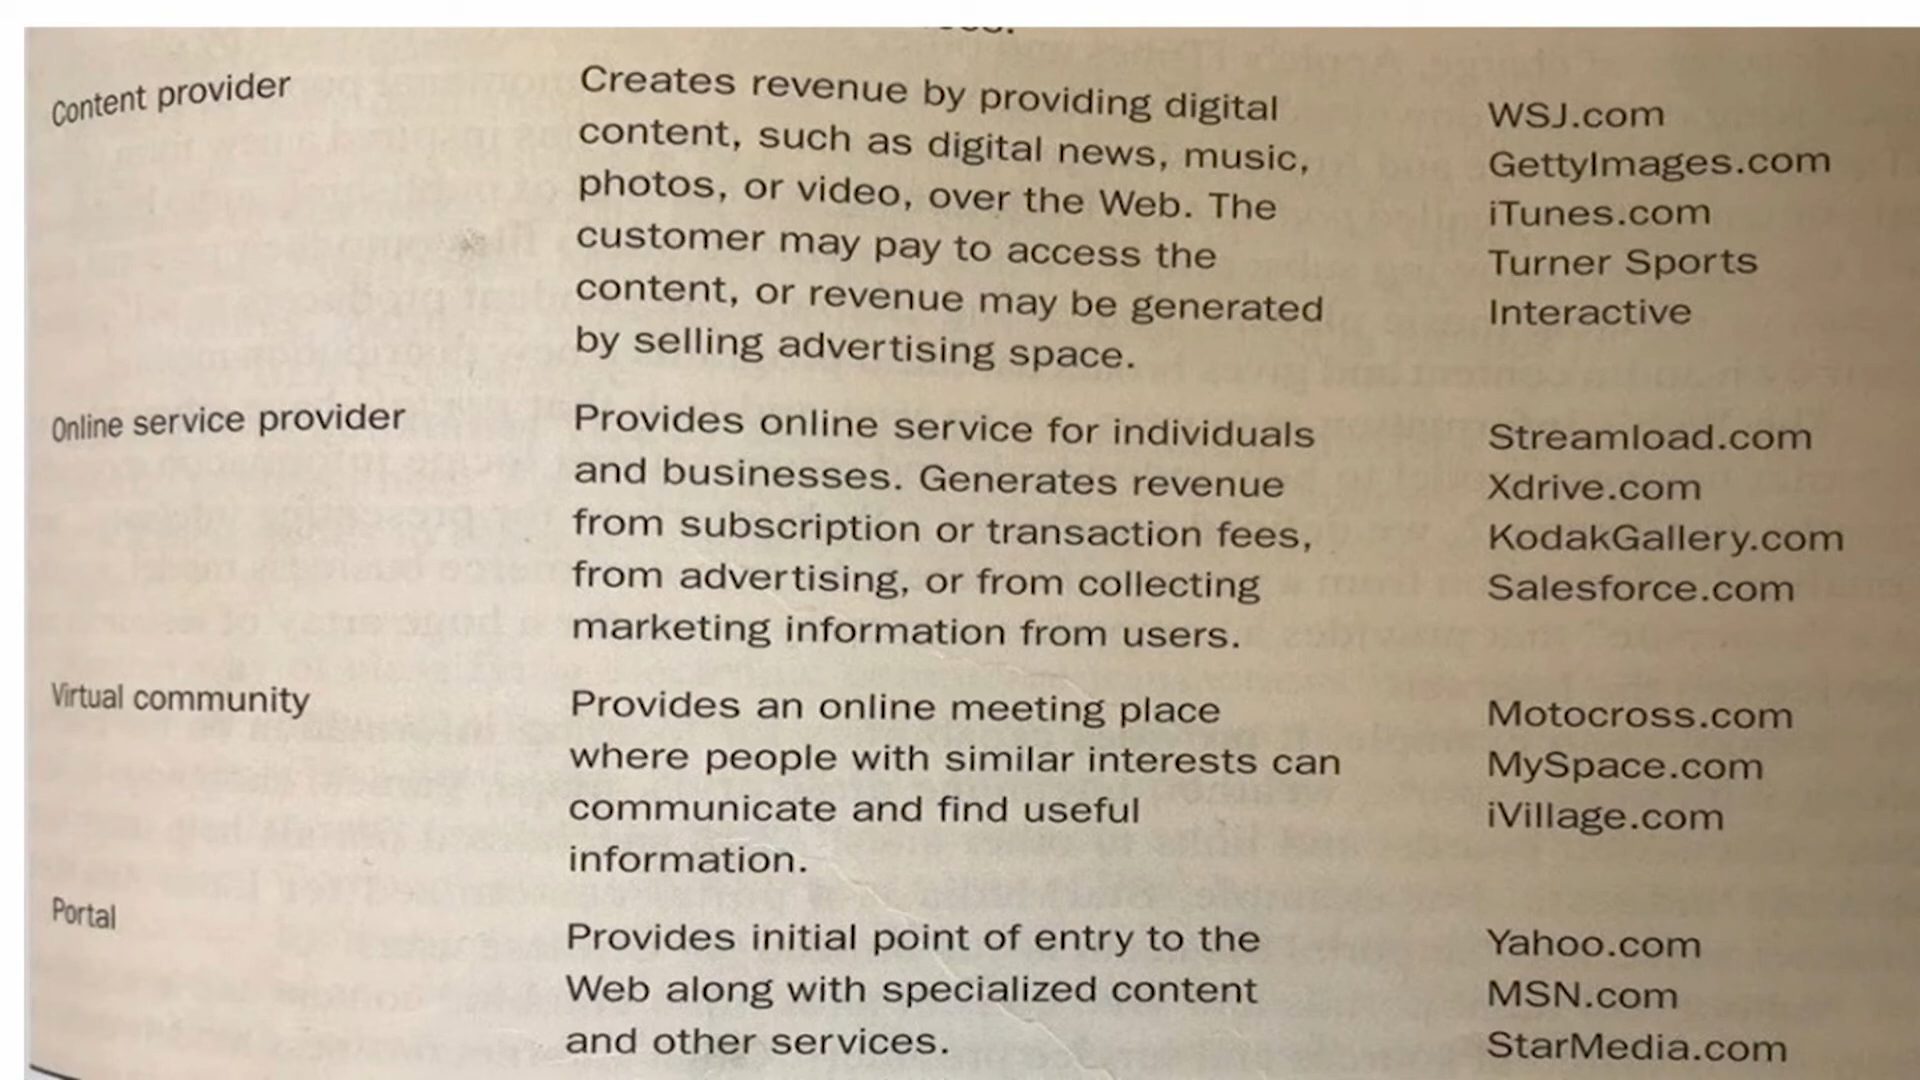 Content provider
Creates revenue by providing digital
content, such as digital news, music,
photos, or video, over the Web. The
customer may pay to access the
content, or revenue may be generated
by selling advertising space.
WSJ.com
GettyImages.com
iTunes.com
Turner Sports
Interactive
Online service provider
Provides online service for individuals
and businesses. Generates revenue
from subscription or transaction fees,
from advertising, or from collecting
marketing information from users.
Streamload.com
Xdrive.com
KodakGallery.com
Salesforce.com
Virtual community
Provides an online meeting place
where people with similar interests can
communicate and find useful
information.
Motocross.com
MySpace.com
iVillage.com
Portal
Provides initial point of entry to the
Web along with specialized content
and other services.
Yahoo.com
MSN.com
StarMedia.com